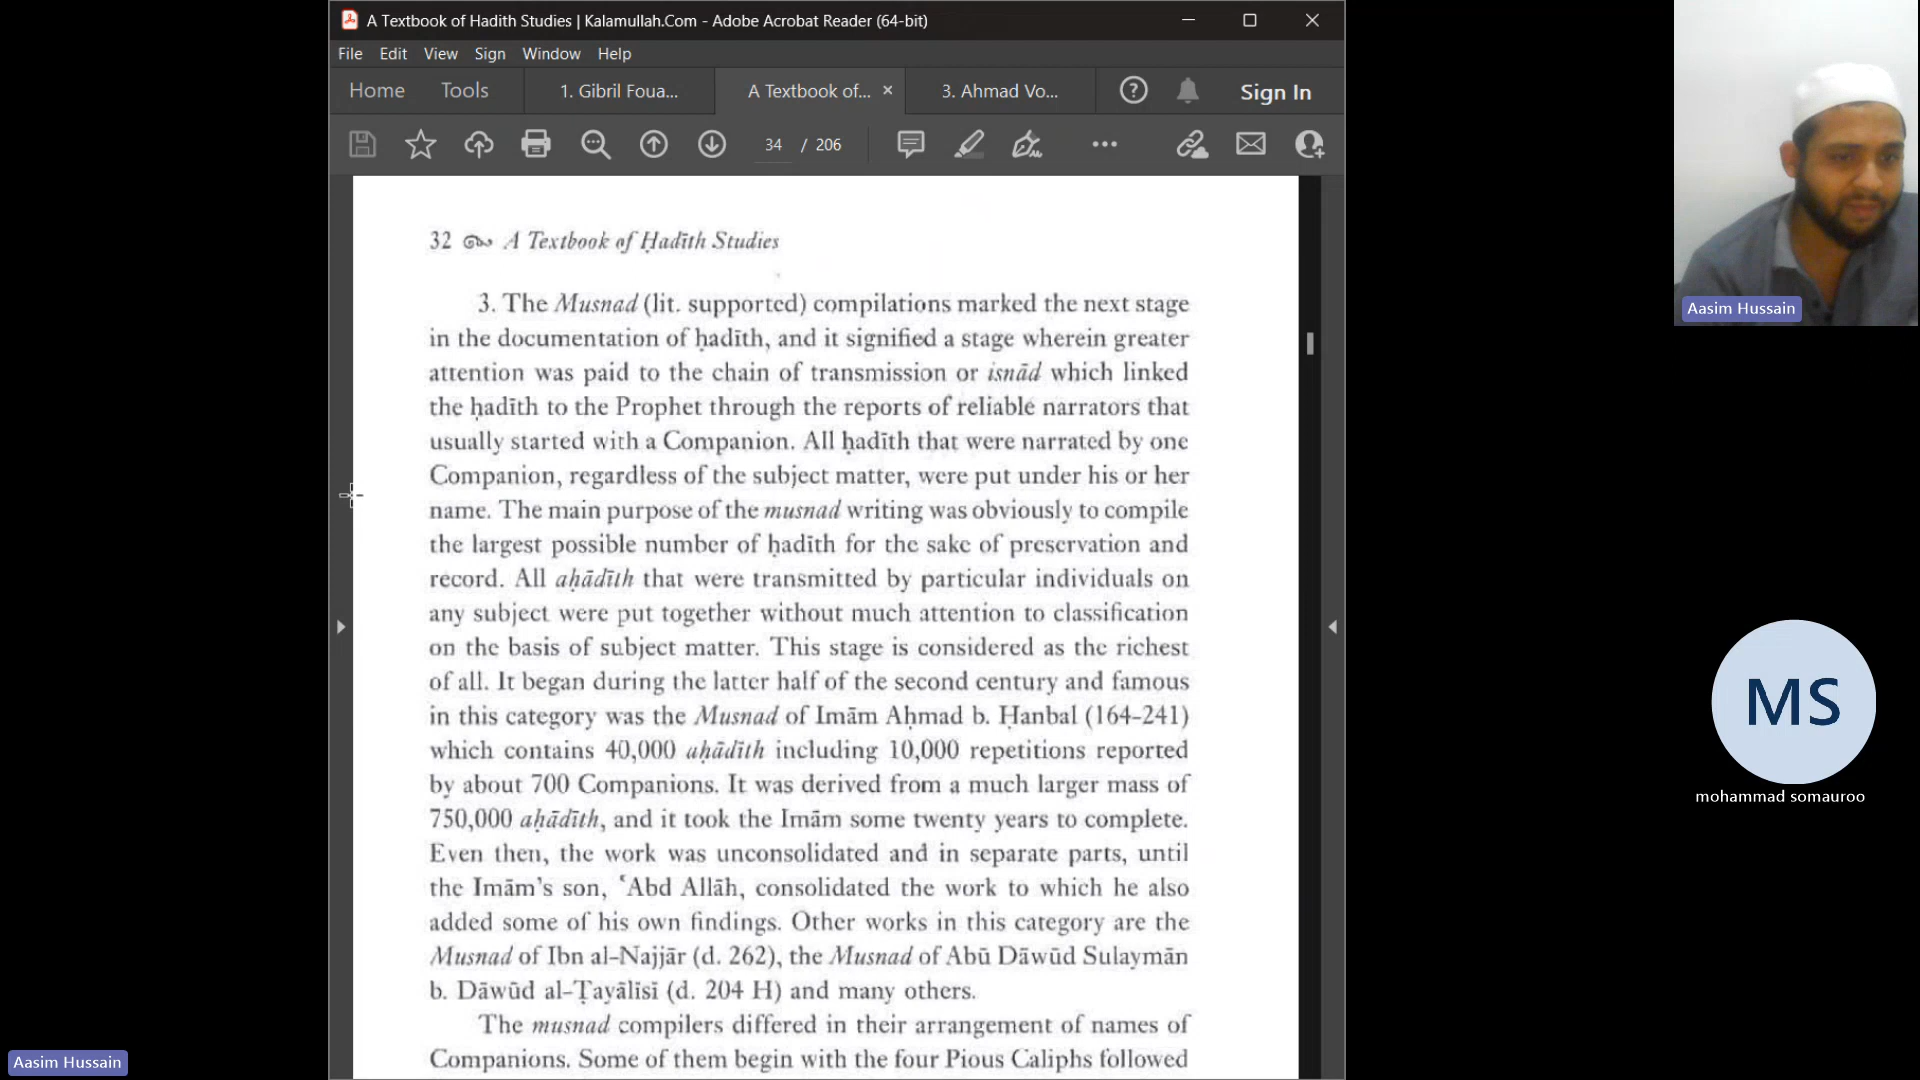 A Textbook of Hadith Studies | Kalamullah.Com - Adobe Acrobat Reader (64-bit)
File Edit View Sign Window Help
Home Tools 1. Gibril Foua... A Textbook of... × 3. Ahmad Vo... Sign In
34 / 206
32 A Textbook of Ḥadīth Studies
3. The Musnad (lit. supported) compilations marked the next stage
in the documentation of ḥadīth, and it signified a stage wherein greater
attention was paid to the chain of transmission or isnād which linked
the ḥadīth to the Prophet through the reports of reliable narrators that
usually started with a Companion. All ḥadīth that were narrated by one
Companion, regardless of the subject matter, were put under his or her
name. The main purpose of the musnad writing was obviously to compile
the largest possible number of ḥadīth for the sake of preservation and
record. All aḥādīth that were transmitted by particular individuals on
any subject were put together without much attention to classification
on the basis of subject matter. This stage is considered as the richest
of all. It began during the latter half of the second century and famous
in this category was the Musnad of Imām Aḥmad b. Ḥanbal (164-241)
which contains 40,000 aḥādīth including 10,000 repetitions reported
by about 700 Companions. It was derived from a much larger mass of
750,000 aḥādīth, and it took the Imām some twenty years to complete.
Even then, the work was unconsolidated and in separate parts, until
the Imām's son, ʿAbd Allāh, consolidated the work to which he also
added some of his own findings. Other works in this category are the
Musnad of Ibn al-Najjār (d. 262), the Musnad of Abū Dāwūd Sulaymān
b. Dāwūd al-Ṭayālisī (d. 204 H) and many others.
The musnad compilers differed in their arrangement of names of
Companions. Some of them begin with the four Pious Caliphs followed
Aasim Hussain
MS
mohammad somauroo
Aasim Hussain